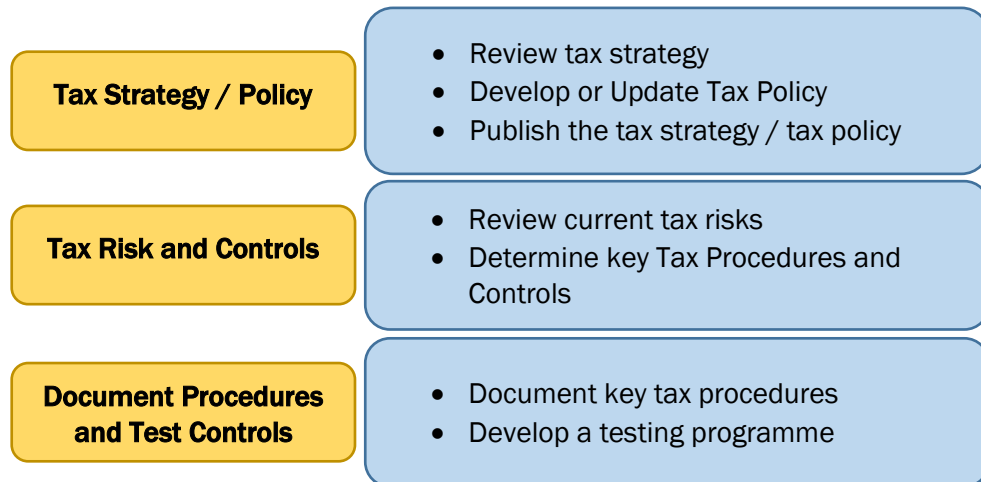 Tax Strategy / Policy
• Review tax strategy
• Develop or Update Tax Policy
• Publish the tax strategy / tax policy
Tax Risk and Controls
• Review current tax risks
• Determine key Tax Procedures and
Controls
Document Procedures
and Test Controls
• Document key tax procedures
• Develop a testing programme